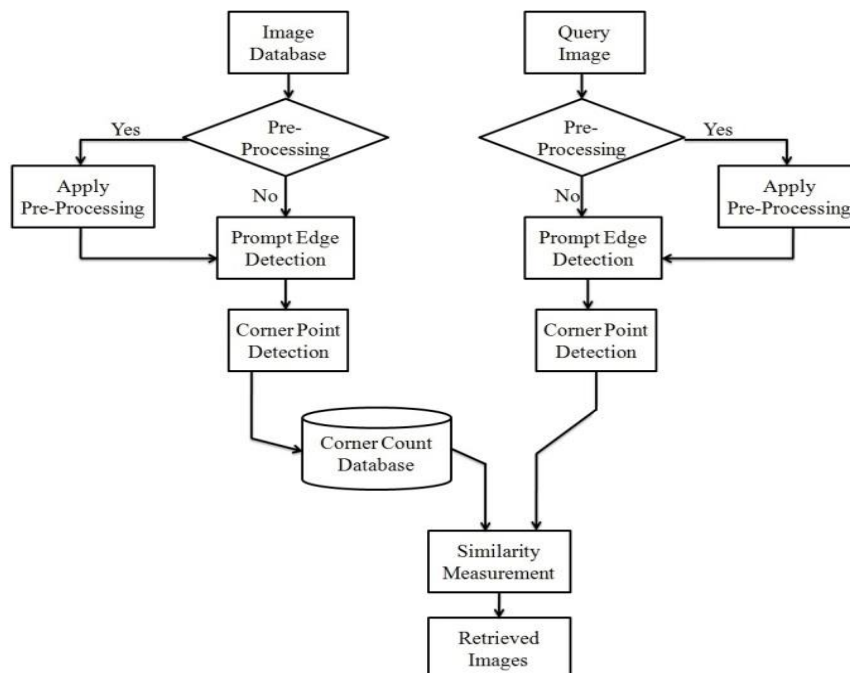 Image
Database
Query
Image
Yes
Pre-
Processing
Pre-
Processing
Yes
Apply
Pre-Processing
No
No
Apply
Pre-Processing
Prompt Edge
Detection
Prompt Edge
Detection
Corner Point
Detection
Corner Point
Detection
Corner Count
Database
Similarity
Measurement
Retrieved
Images